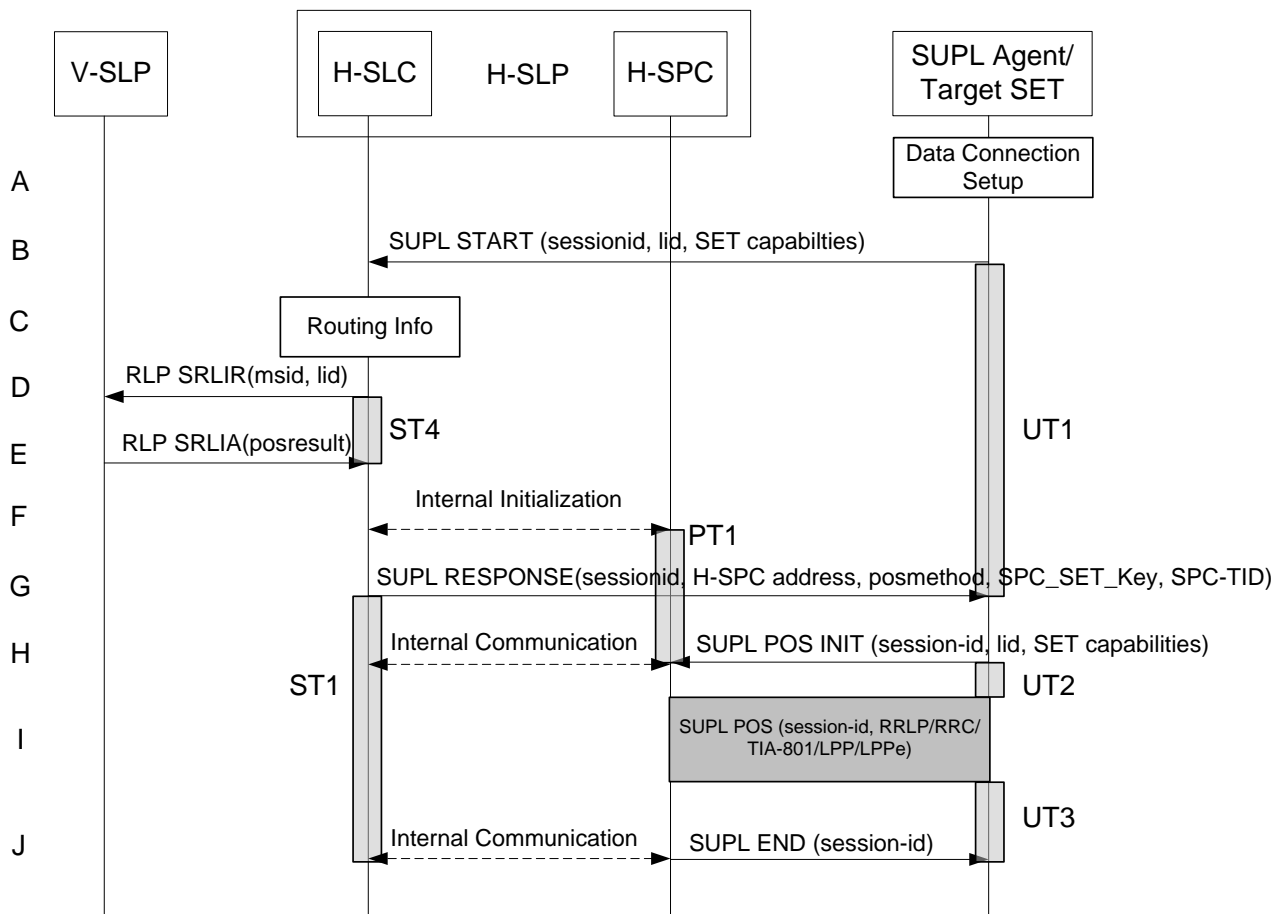 V-SLP
H-SLC
H-SLP
H-SPC
SUPL Agent/
Target SET
Data Connection
Setup
A
B
SUPL START (sessionid, lid, SET capabilties)
C
Routing Info
D
RLP SRLIR(msid, lid)
ST4
UT1
E
RLP SRLIA(posresult)
F
Internal Initialization
PT1
G
SUPL RESPONSE(sessionid, H-SPC address, posmethod, SPC_SET_Key, SPC-TID)
H
Internal Communication
SUPL POS INIT (session-id, lid, SET capabilities)
ST1
UT2
I
SUPL POS (session-id, RRLP/RRC/
TIA-801/LPP/LPPe)
UT3
J
Internal Communication
SUPL END (session-id)